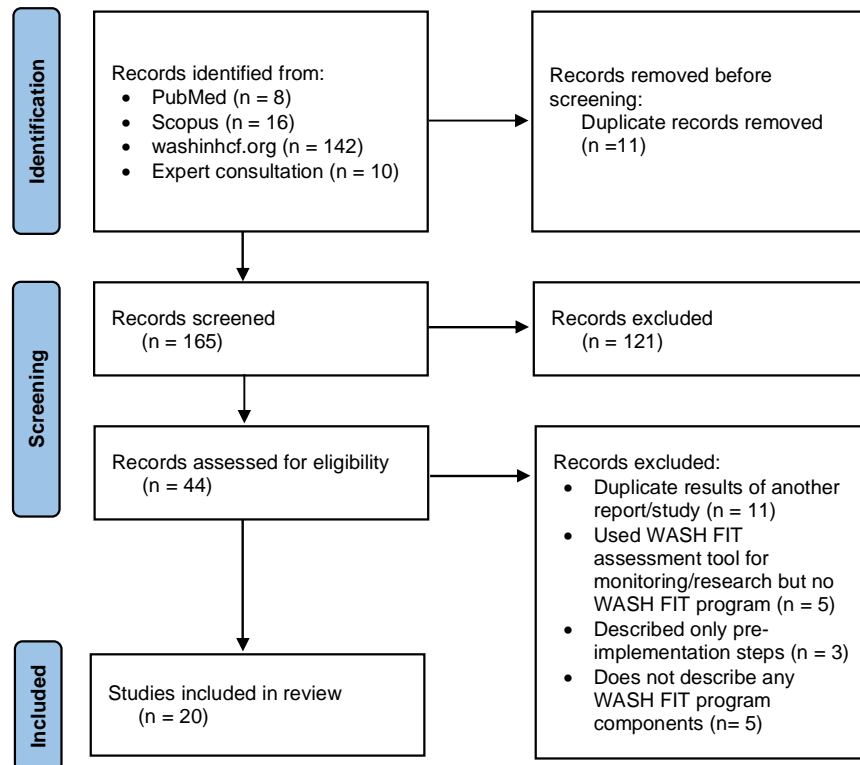 Identification
Records identified from:
• PubMed (n = 8)
• Scopus (n = 16)
• washinhcf.org (n = 142)
• Expert consultation (n = 10)
Records removed before
screening:
Duplicate records removed
(n =11)
Screening
Records screened
(n = 165)
Records excluded
(n = 121)
Records assessed for eligibility
(n = 44)
Records excluded:
• Duplicate results of another
report/study (n = 11)
• Used WASH FIT
assessment tool for
monitoring/research but no
WASH FIT program (n = 5)
• Described only pre-
implementation steps (n = 3)
• Does not describe any
WASH FIT program
components (n= 5)
Included
Studies included in review
(n = 20)